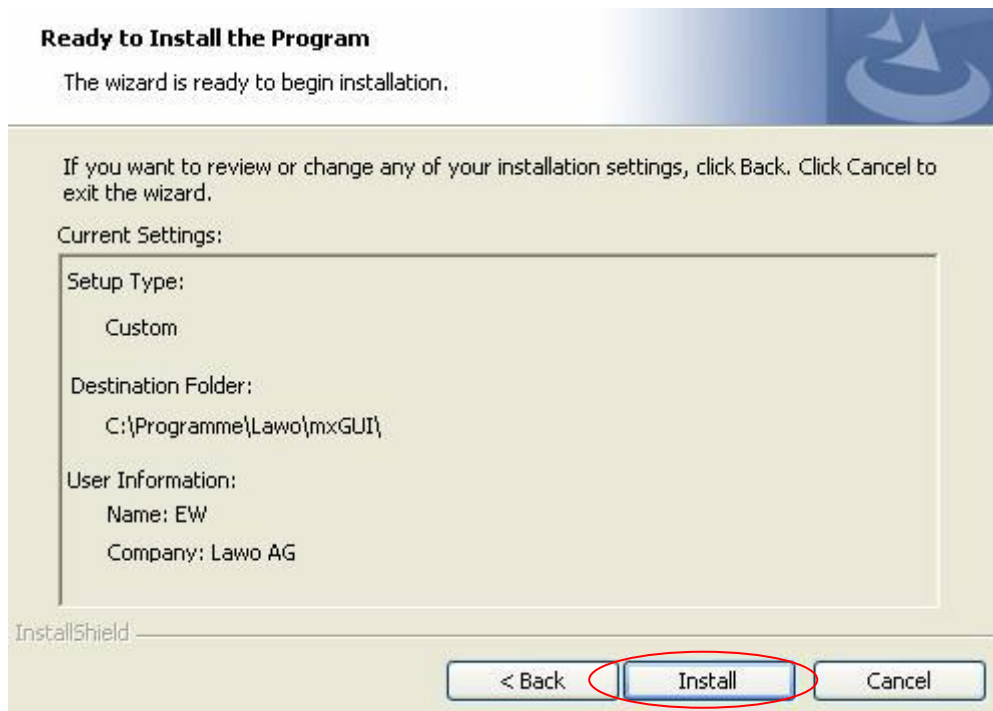 Ready to Install the Program
The wizard is ready to begin installation.
If you want to review or change any of your installation settings, click Back. Click Cancel to
exit the wizard.
Current Settings:
Setup Type:
Custom
Destination Folder:
C:\Programme\Lawo\mxGUI\
User Information:
Name: EW
Company: Lawo AG
InstallShield
< Back
Install
Cancel